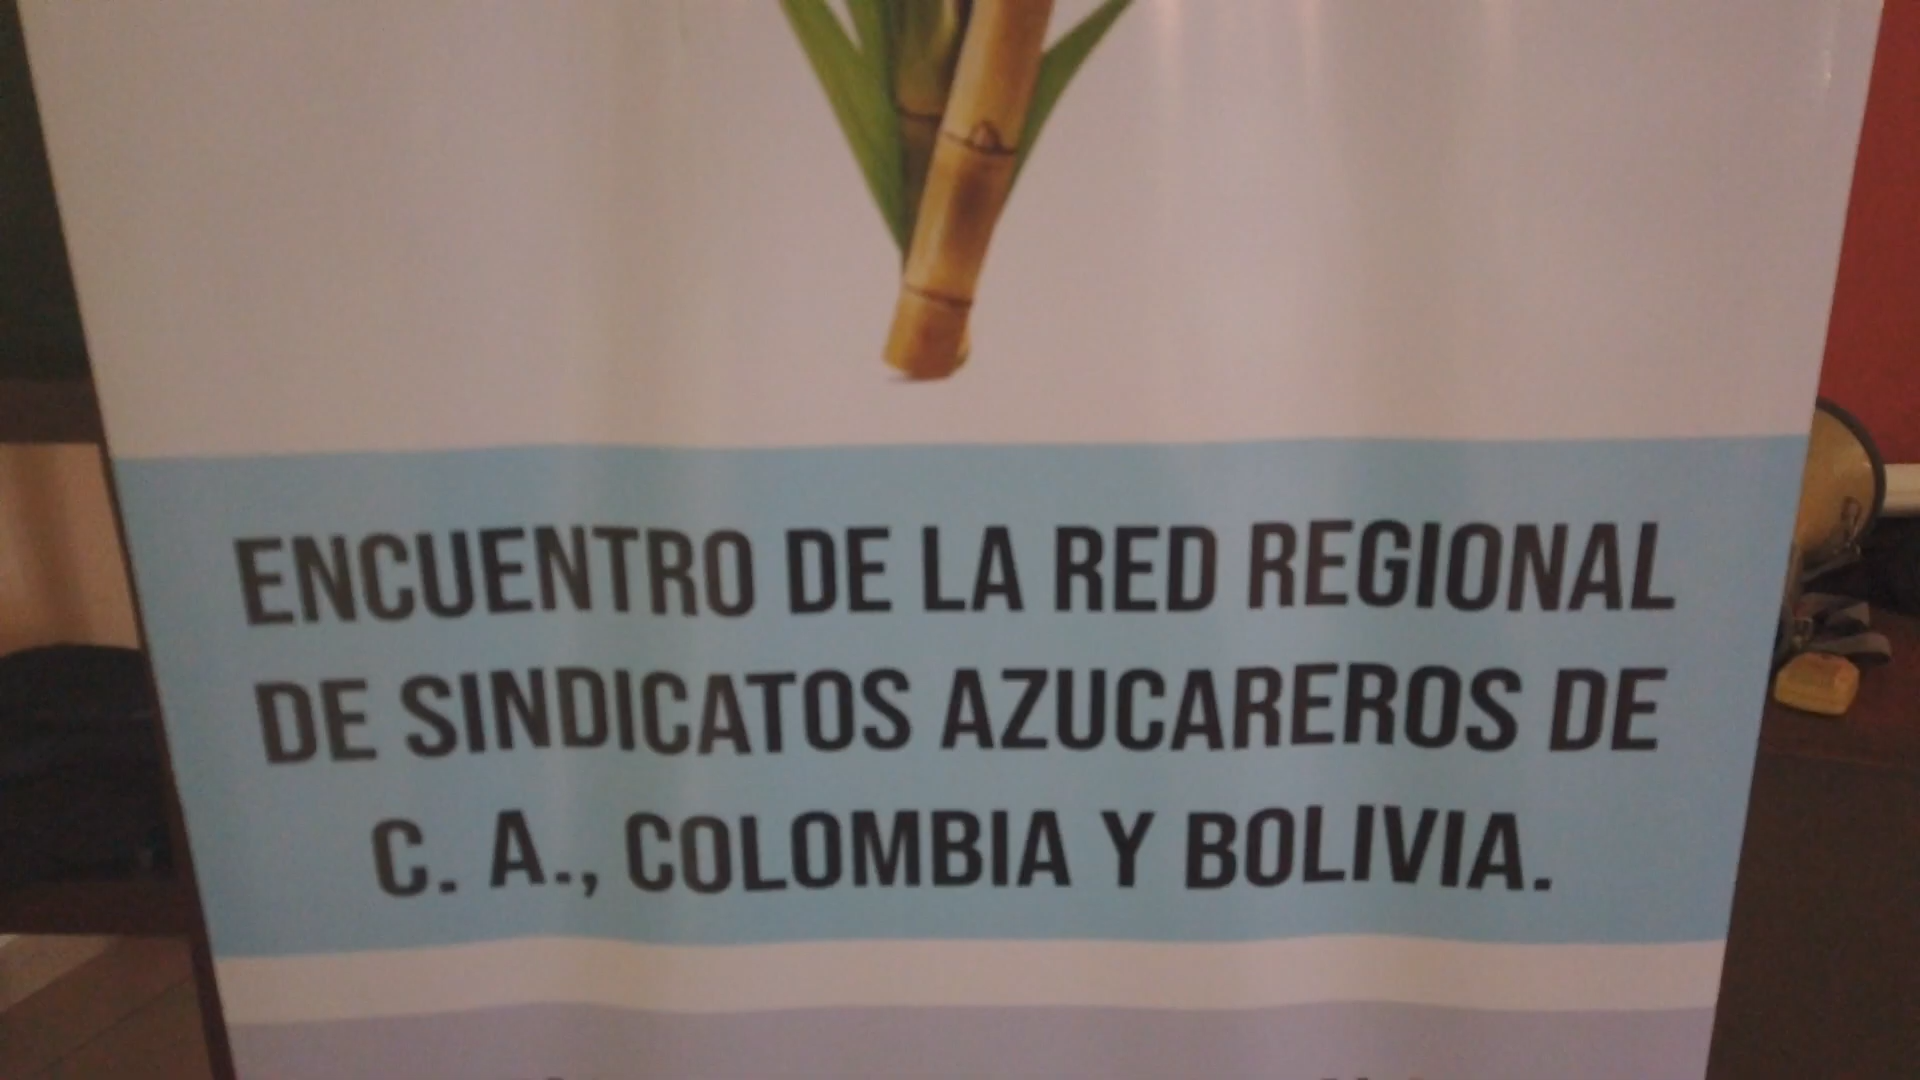 ENCUENTRO DE LA RED REGIONAL
DE SINDICATOS AZUCAREROS DE
C. A., COLOMBIA Y BOLIVIA.